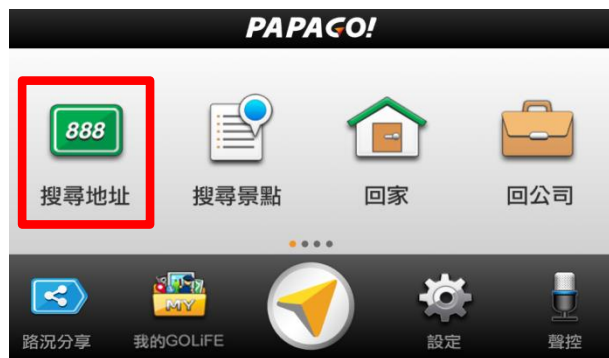 PAPAGO!
888
搜尋地址
搜尋景點
回家
回公司
MY
路況分享
我的GOLiFE
設定
聲控